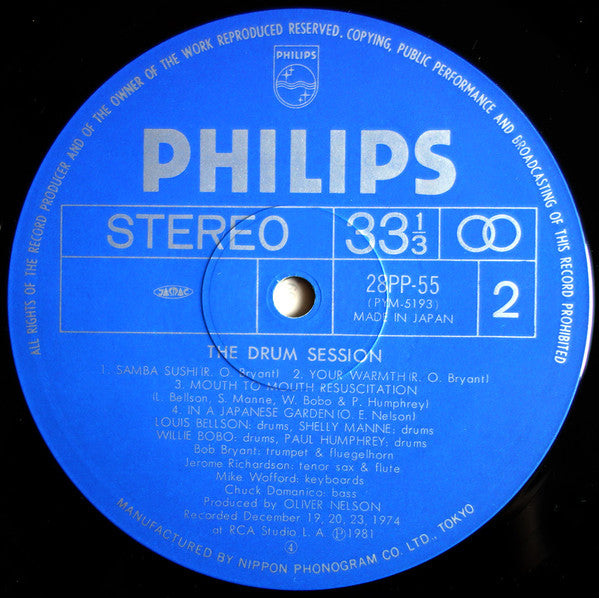 ALL RIGHTS OF THE RECORD PRODUCER AND OF THE OWNER OF THE WORK REPRODUCED RESERVED. COPYING, PUBLIC PERFORMANCE AND BROADCASTING OF THIS RECORD PROHIBITED
PHILIPS
PHILIPS
STEREO 33⅓
28PP-55
JASRAC (PYM-5193) 2
MADE IN JAPAN
THE DRUM SESSION
1. SAMBA SUSHI (R. O. Bryant) 2. YOUR WARMTH (R. O. Bryant)
3. MOUTH TO MOUTH RESUSCITATION
(L. Bellson, S. Manne, W. Bobo & P. Humphrey)
4. IN A JAPANESE GARDEN (O. E. Nelson)
LOUIS BELLSON: drums, SHELLY MANNE: drums
WILLIE BOBO: drums, PAUL HUMPHREY: drums
Bob Bryant: trumpet & fluegelhorn
Jerome Richardson: tenor sax & flute
Mike Wofford: keyboards
Chuck Domanico: bass
Produced by OLIVER NELSON
Recorded December 19, 20, 23, 1974
at RCA Studio L. A. Ⓟ1981
④
MANUFACTURED BY NIPPON PHONOGRAM CO. LTD., TOKYO